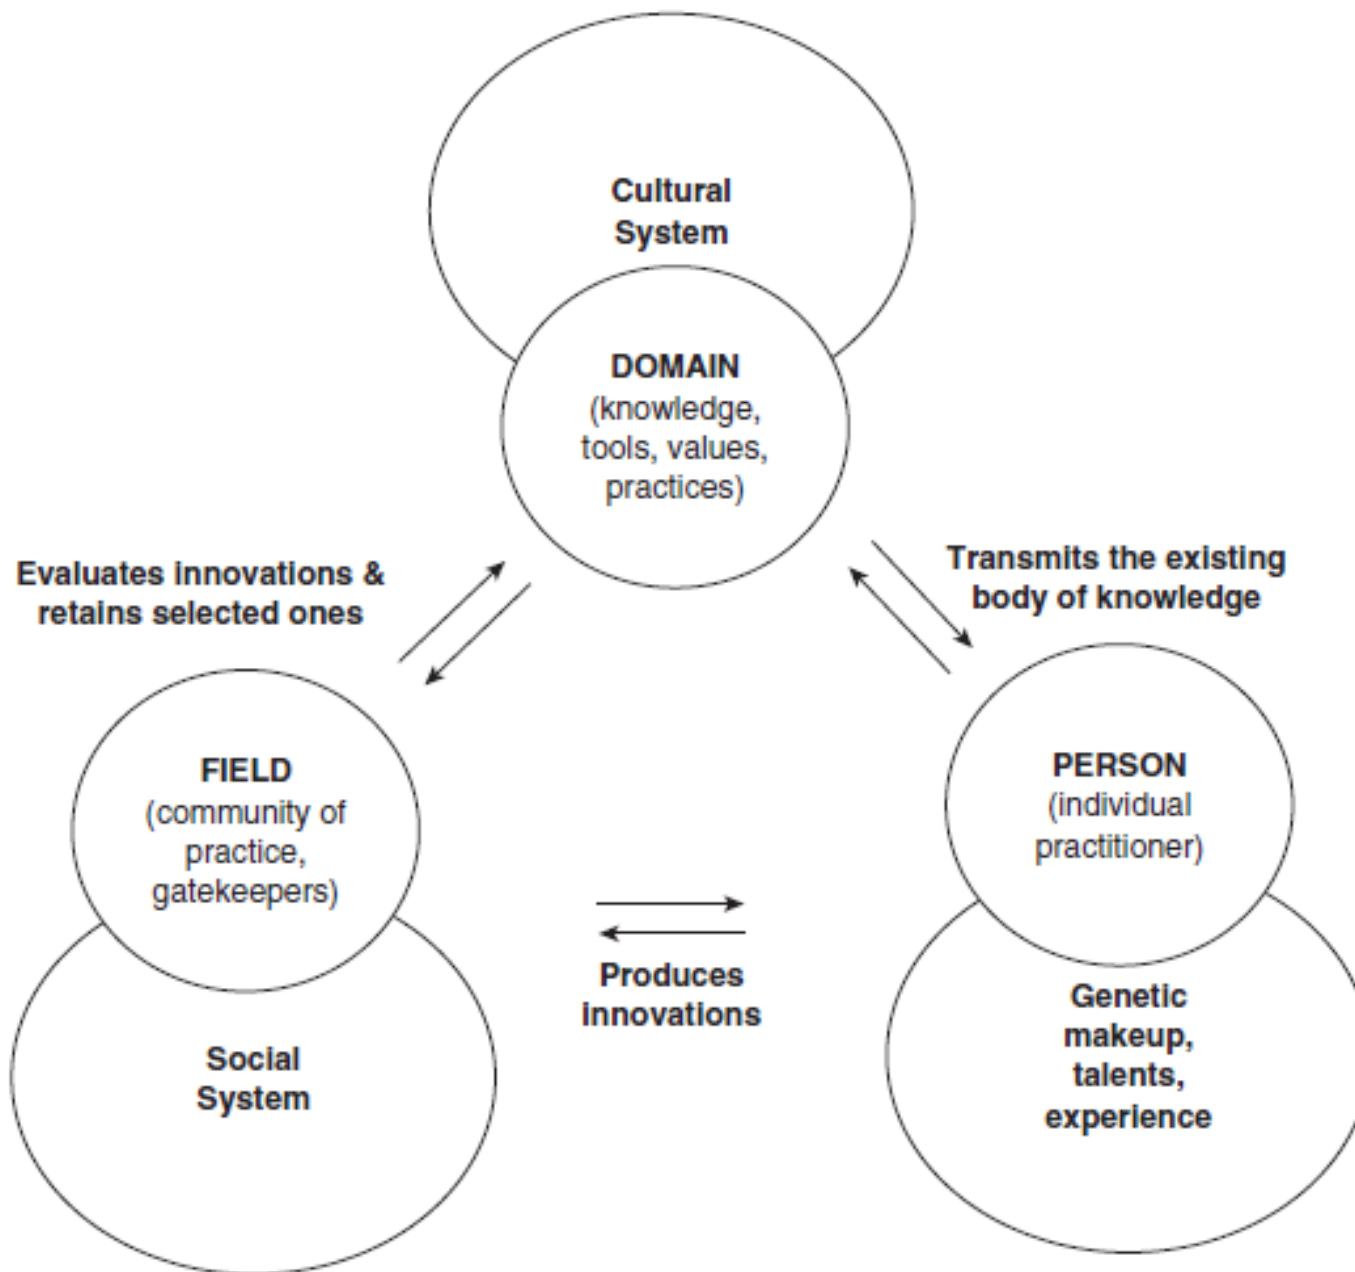 Cultural
System
DOMAIN
(knowledge,
tools, values,
practices)
Evaluates innovations &
retains selected ones
Transmits the existing
body of knowledge
FIELD
(community of
practice,
gatekeepers)
PERSON
(individual
practitioner)
Produces
innovations
Social
System
Genetic
makeup,
talents,
experience